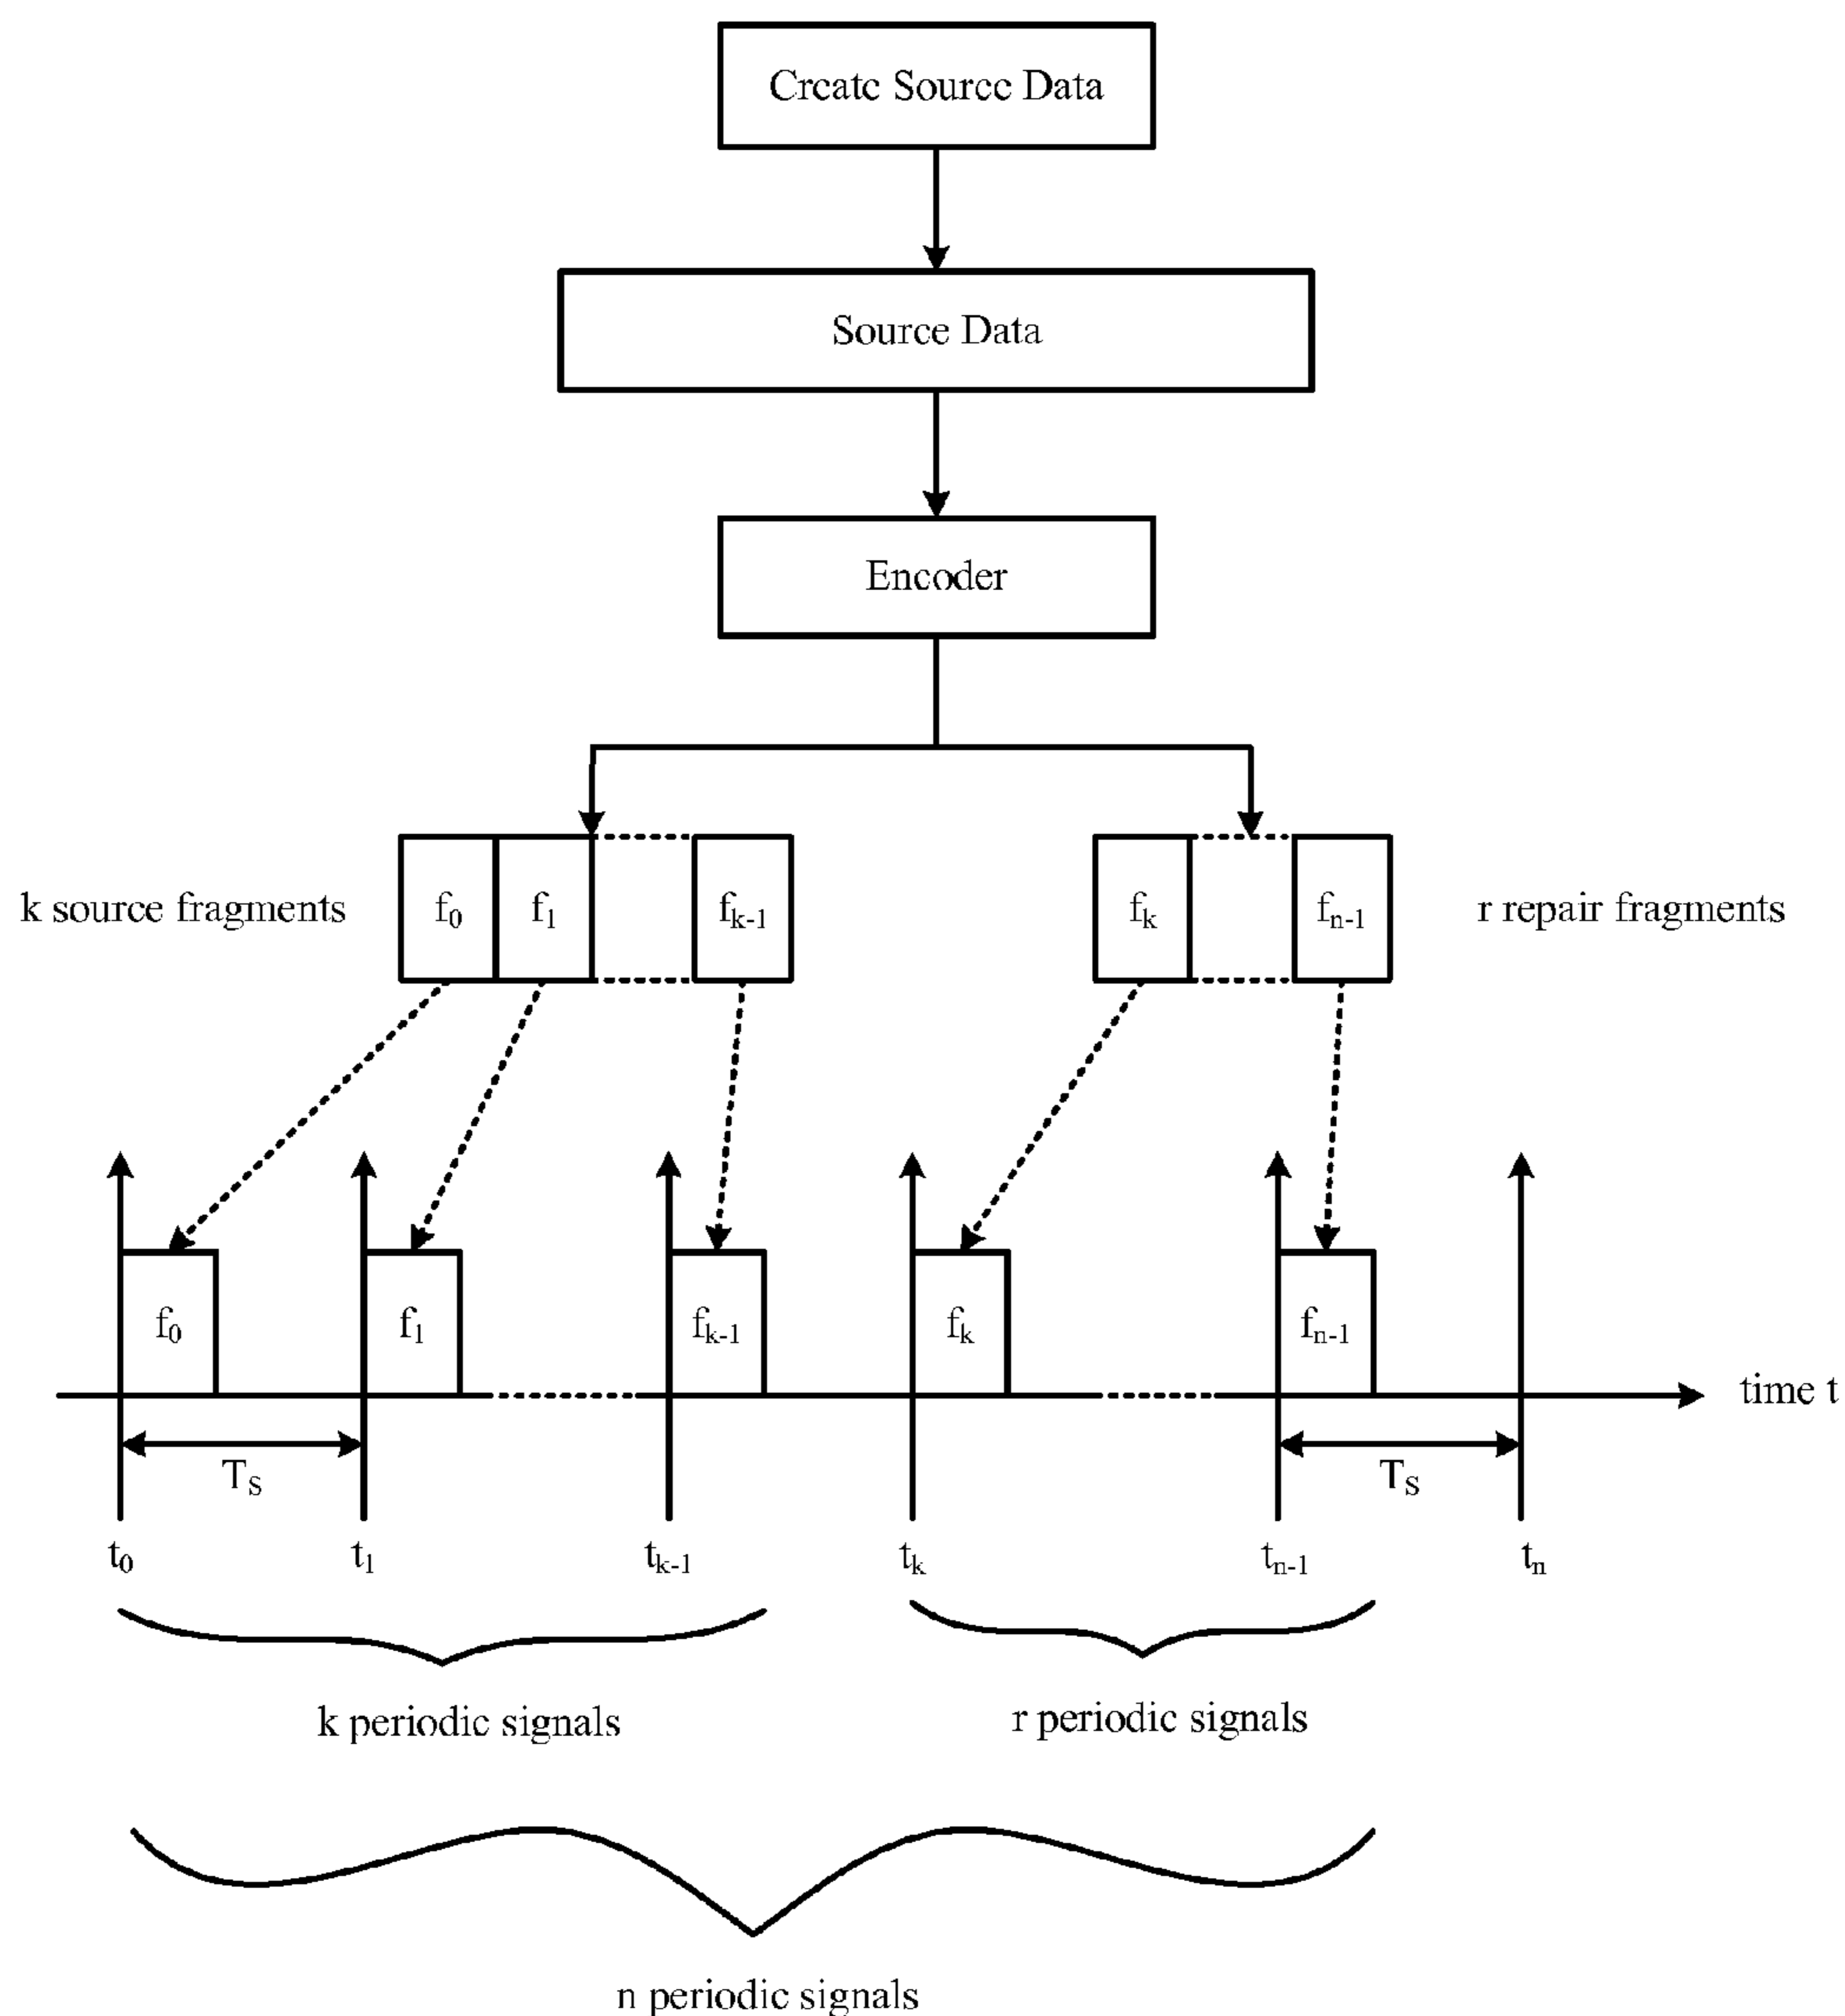 Create Source Data
Source Data
Encoder
k source fragments
f0
f1
fk-1
fk
fn-1
r repair fragments
f0
f1
fk-1
fk
fn-1
time t
TS
TS
t0
t1
tk-1
tk
tn-1
tn
k periodic signals
r periodic signals
n periodic signals